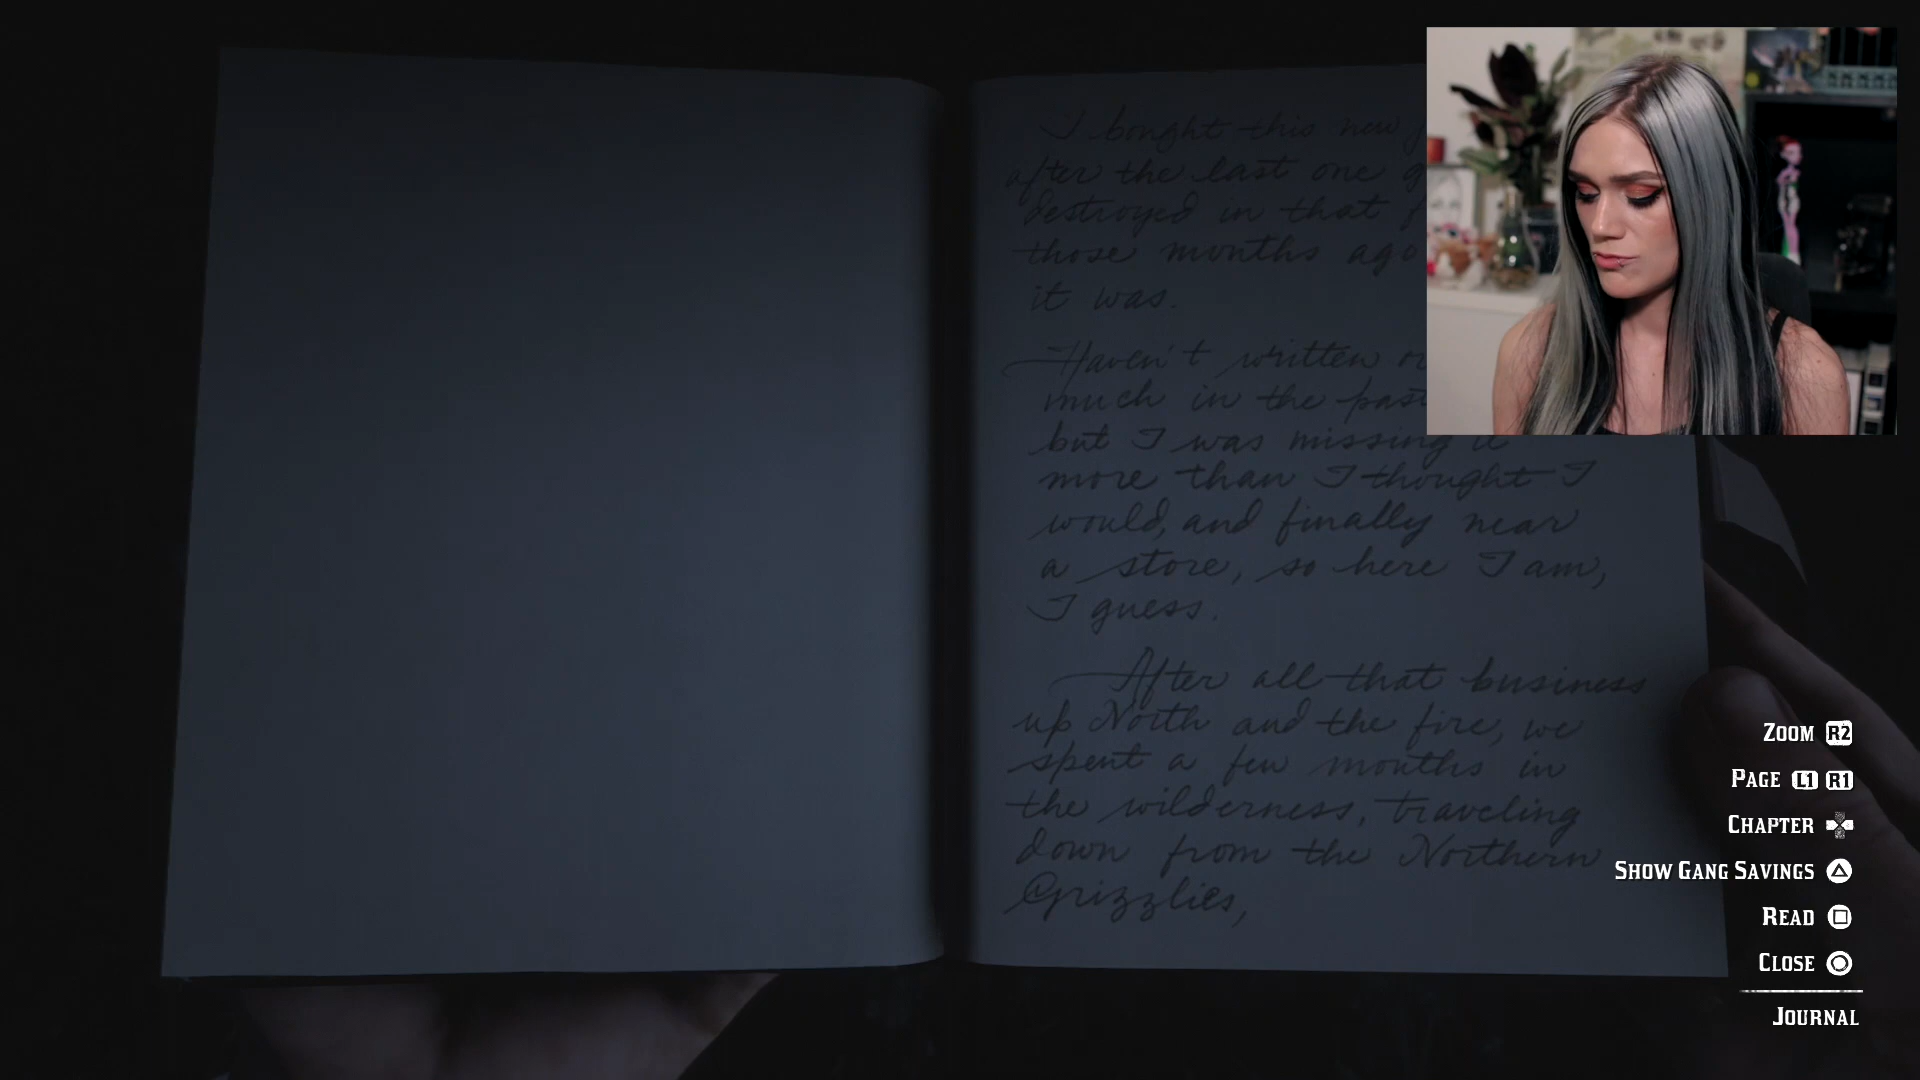 I bought this new
after the last one
destroyed in that
those months ago
it was.
Haven't written
much in the past
but I was missing it
more than I thought I
would, and finally near
a store, so here I am,
I guess.
After all that business
up North and the fire, we
spent a few months in
the wilderness, traveling
down from the Northern
Grizzlies,
ZOOM R2
PAGE L1 R1
CHAPTER
SHOW GANG SAVINGS
READ
CLOSE
JOURNAL